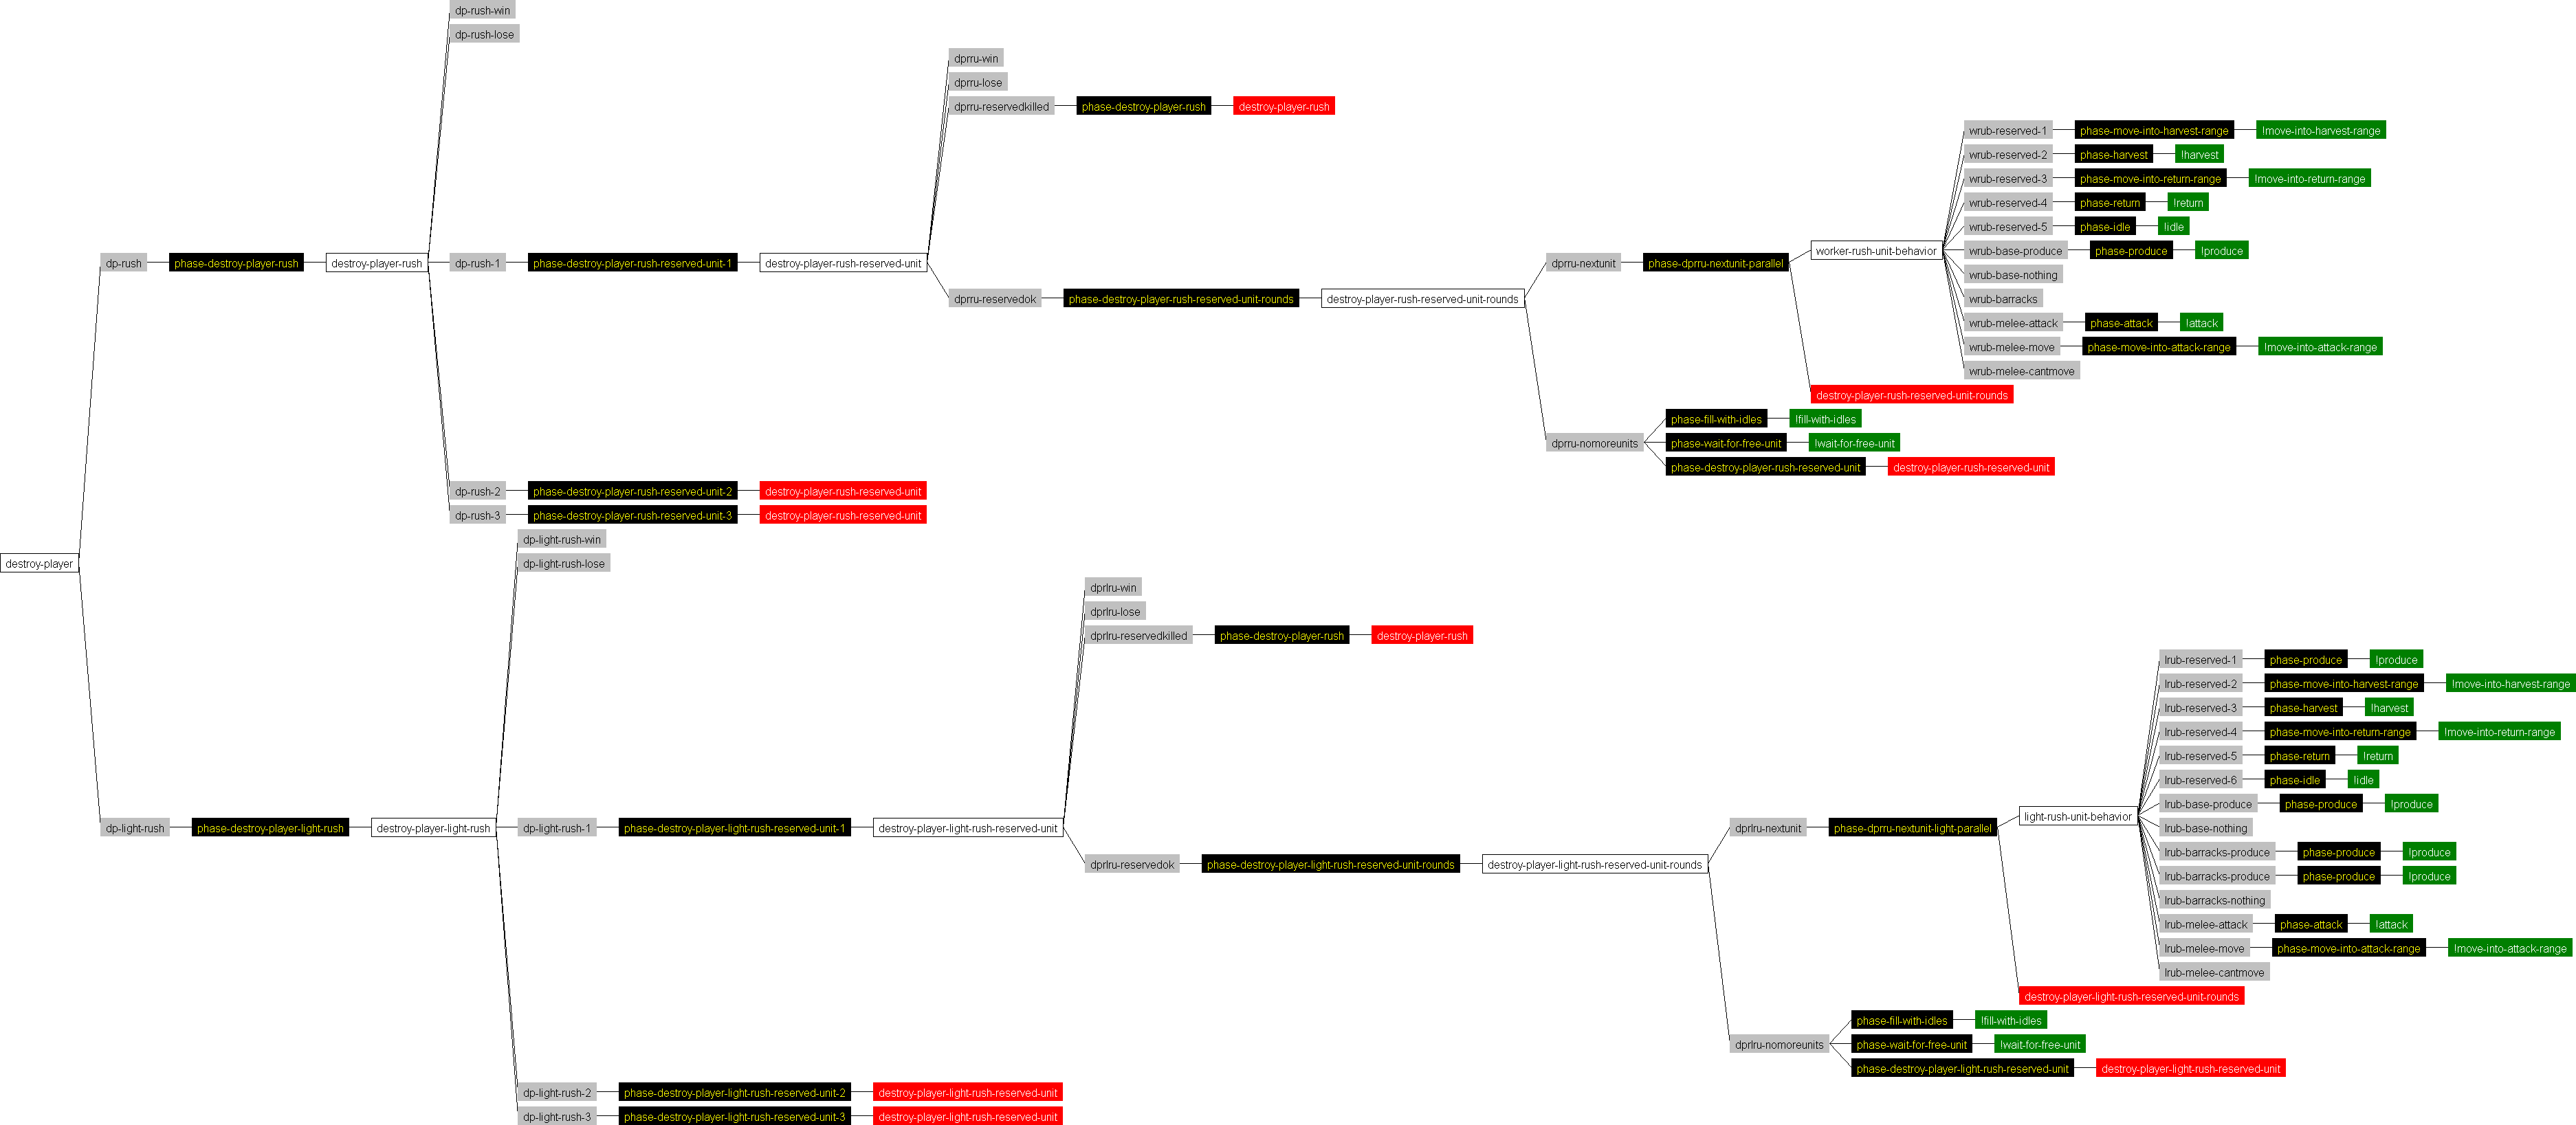 dp-rush-win
dp-rush-lose
dprru-win
dprru-lose
dprru-reservedkilled phase-destroy-player-rush destroy-player-rush
wrub-reserved-1 phase-move-into-harvest-range !move-into-harvest-range
wrub-reserved-2 phase-harvest !harvest
wrub-reserved-3 phase-move-into-return-range !move-into-return-range
wrub-reserved-4 phase-return !return
wrub-reserved-5 phase-idle !idle
worker-rush-unit-behavior wrub-base-produce phase-produce !produce
dp-rush phase-destroy-player-rush destroy-player-rush dp-rush-1 phase-destroy-player-rush-reserved-unit-1 destroy-player-rush-reserved-unit dprru-nextunit phase-dprru-nextunit-parallel
wrub-base-nothing
dprru-reservedok phase-destroy-player-rush-reserved-unit-rounds destroy-player-rush-reserved-unit-rounds wrub-barracks
wrub-melee-attack phase-attack !attack
wrub-melee-move phase-move-into-attack-range !move-into-attack-range
wrub-melee-cantmove
destroy-player-rush-reserved-unit-rounds
phase-fill-with-idles !fill-with-idles
dprru-nomoreunits phase-wait-for-free-unit !wait-for-free-unit
phase-destroy-player-rush-reserved-unit destroy-player-rush-reserved-unit
dp-rush-2 phase-destroy-player-rush-reserved-unit-2 destroy-player-rush-reserved-unit
dp-rush-3 phase-destroy-player-rush-reserved-unit-3 destroy-player-rush-reserved-unit
dp-light-rush-win
destroy-player dp-light-rush-lose
dprlru-win
dprlru-lose
dprlru-reservedkilled phase-destroy-player-rush destroy-player-rush
lrub-reserved-1 phase-produce !produce
lrub-reserved-2 phase-move-into-harvest-range !move-into-harvest-range
lrub-reserved-3 phase-harvest !harvest
lrub-reserved-4 phase-move-into-return-range !move-into-return-range
lrub-reserved-5 phase-return !return
lrub-reserved-6 phase-idle !idle
lrub-base-produce phase-produce !produce
light-rush-unit-behavior
dp-light-rush phase-destroy-player-light-rush destroy-player-light-rush dp-light-rush-1 phase-destroy-player-light-rush-reserved-unit-1 destroy-player-light-rush-reserved-unit dprlru-nextunit phase-dprru-nextunit-light-parallel lrub-base-nothing
lrub-barracks-produce phase-produce !produce
dprlru-reservedok phase-destroy-player-light-rush-reserved-unit-rounds destroy-player-light-rush-reserved-unit-rounds
lrub-barracks-produce phase-produce !produce
lrub-barracks-nothing
lrub-melee-attack phase-attack !attack
lrub-melee-move phase-move-into-attack-range !move-into-attack-range
lrub-melee-cantmove
destroy-player-light-rush-reserved-unit-rounds
phase-fill-with-idles !fill-with-idles
dprlru-nomoreunits phase-wait-for-free-unit !wait-for-free-unit
phase-destroy-player-light-rush-reserved-unit destroy-player-light-rush-reserved-unit
dp-light-rush-2 phase-destroy-player-light-rush-reserved-unit-2 destroy-player-light-rush-reserved-unit
dp-light-rush-3 phase-destroy-player-light-rush-reserved-unit-3 destroy-player-light-rush-reserved-unit